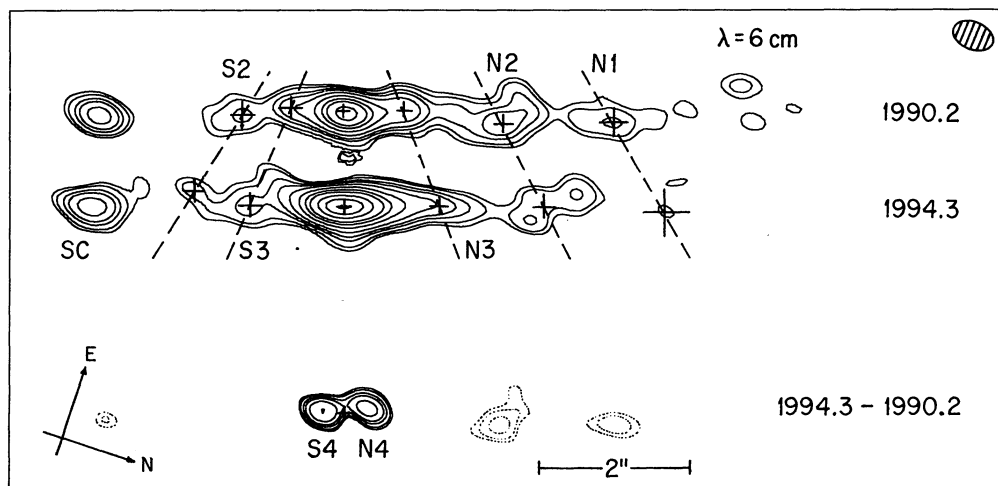 λ = 6 cm
S2
N2
N1
1990.2
1994.3
SC
S3
N3
E
N
S4
N4
1994.3 - 1990.2
2"